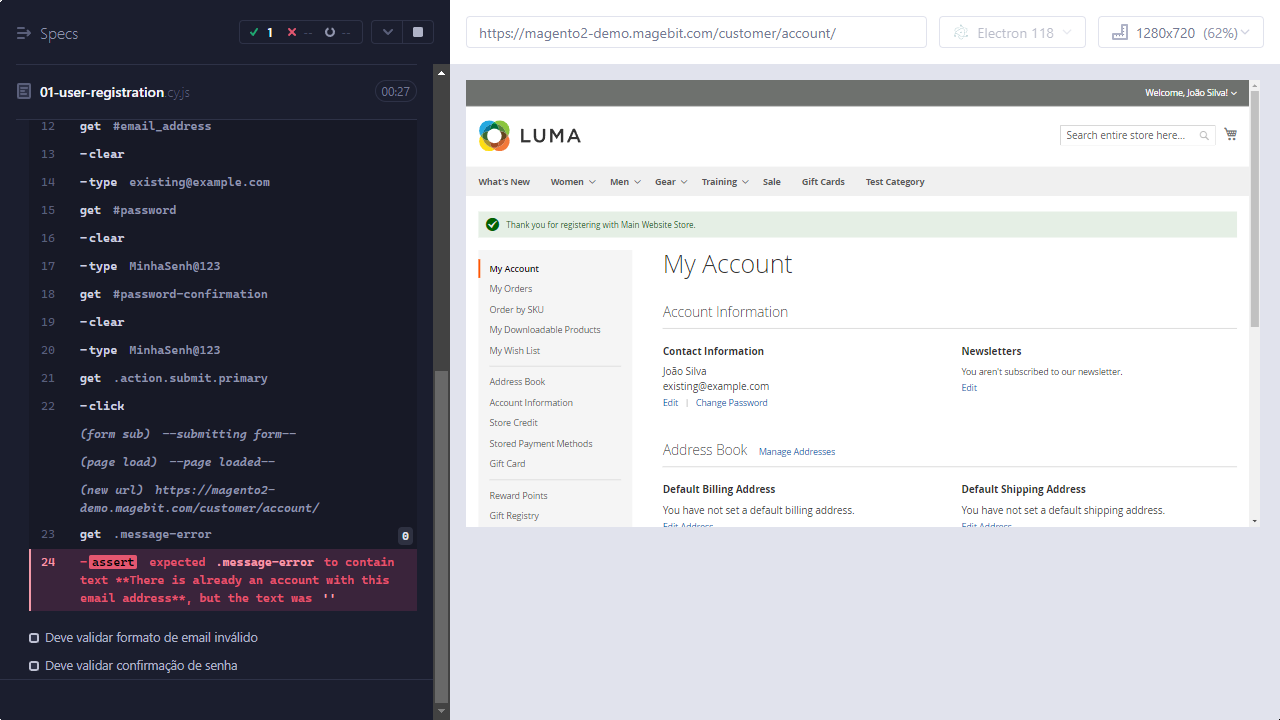 Specs
1
--
--
01-user-registration.cy.js
00:27
12 get #email_address
13 -clear
14 -type existing@example.com
15 get #password
16 -clear
17 -type MinhaSenh@123
18 get #password-confirmation
19 -clear
20 -type MinhaSenh@123
21 get .action.submit.primary
22 -click
(form sub) --submitting form--
(page load) --page loaded--
(new url) https://magento2-
demo.magebit.com/customer/account/
23 get .message-error 0
24 -assert expected .message-error to contain
text **There is already an account with this
email address**, but the text was ''
Deve validar formato de email inválido
Deve validar confirmação de senha
https://magento2-demo.magebit.com/customer/account/
Electron 118
1280x720 (62%)
Welcome, João Silva!
LUMA
Search entire store here...
What's New Women Men Gear Training Sale Gift Cards Test Category
Thank you for registering with Main Website Store.
My Account
My Orders
Order by SKU
My Downloadable Products
My Wish List
Address Book
Account Information
Store Credit
Stored Payment Methods
Gift Card
Reward Points
Gift Registry
My Account
Account Information
Contact Information
João Silva
existing@example.com
Edit | Change Password
Newsletters
You aren't subscribed to our newsletter.
Edit
Address Book Manage Addresses
Default Billing Address
You have not set a default billing address.
Edit Address
Default Shipping Address
You have not set a default shipping address.
Edit Address